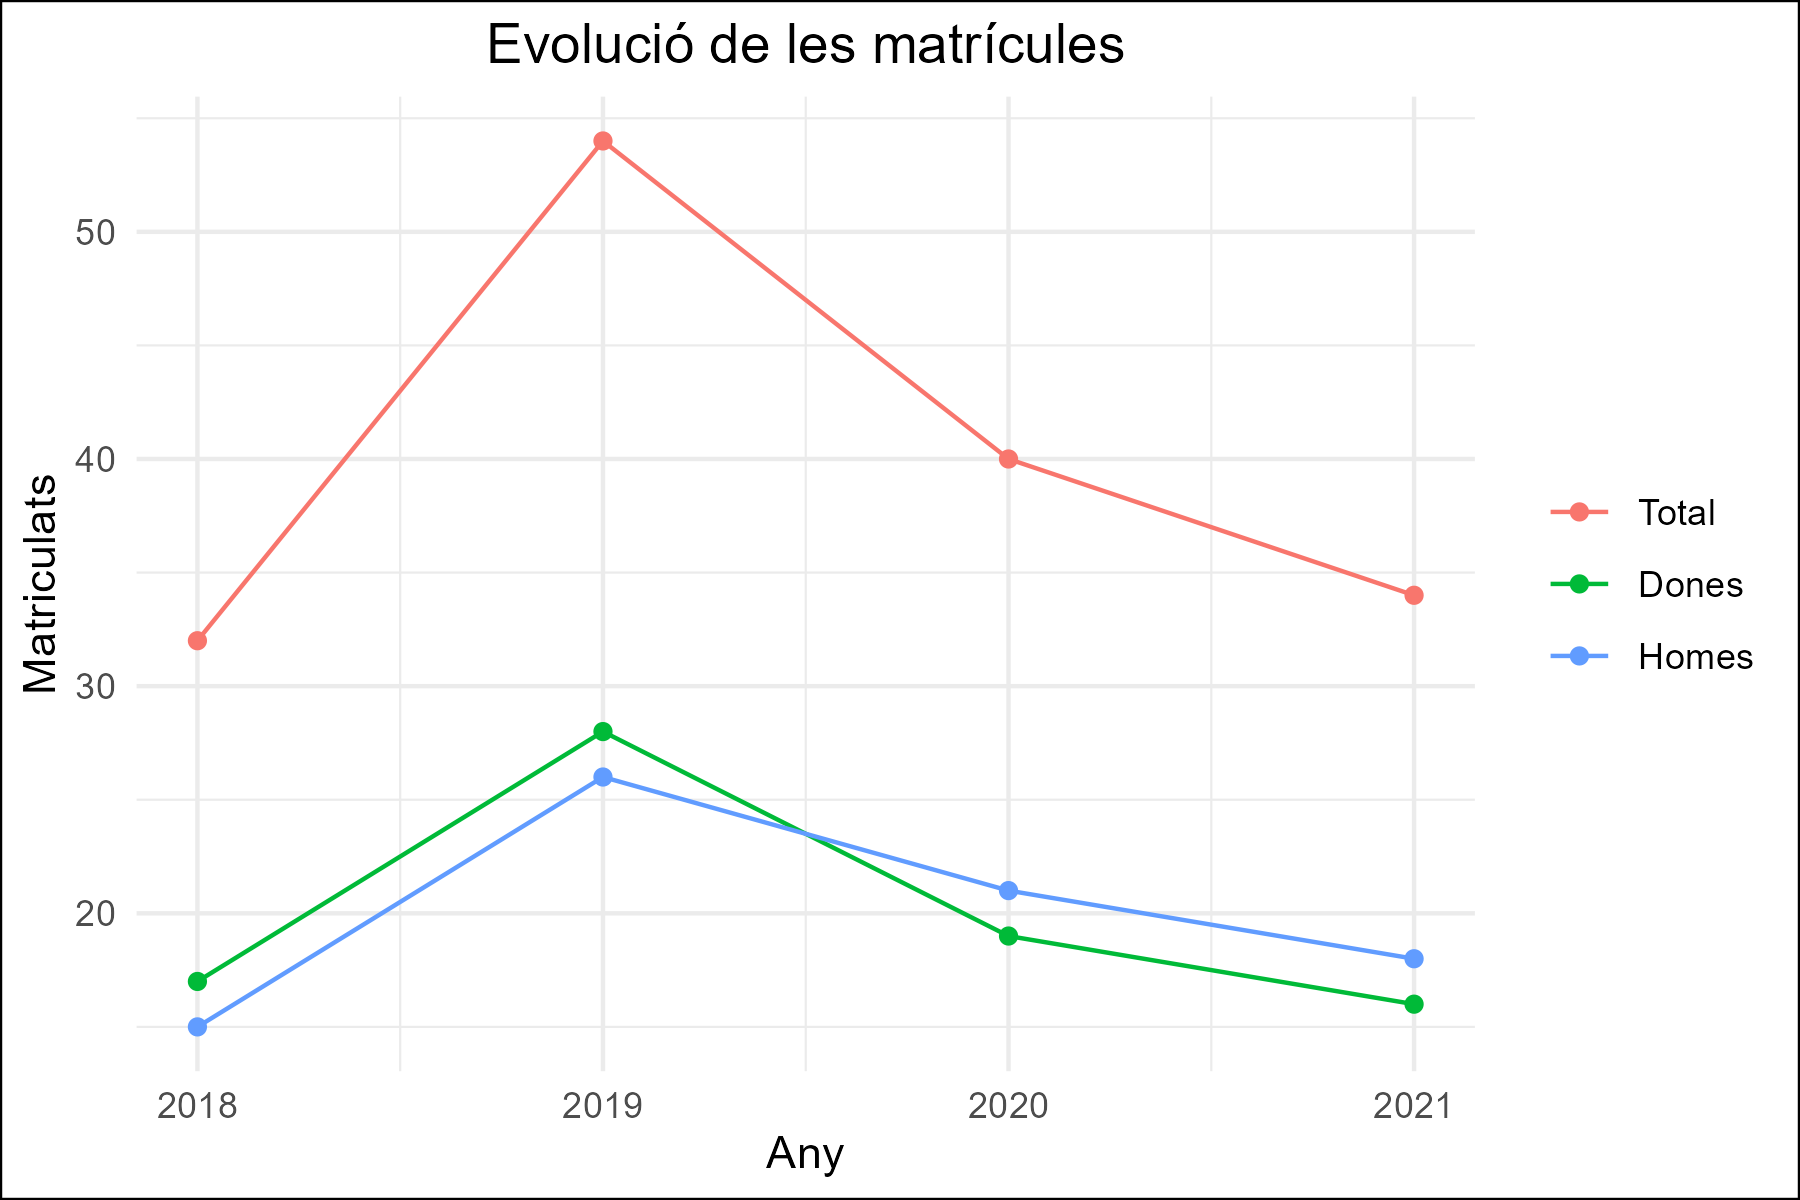 Evolució de les matrícules
Matriculats
50
40
30
20
2018
2019
2020
2021
Any
Total
Dones
Homes